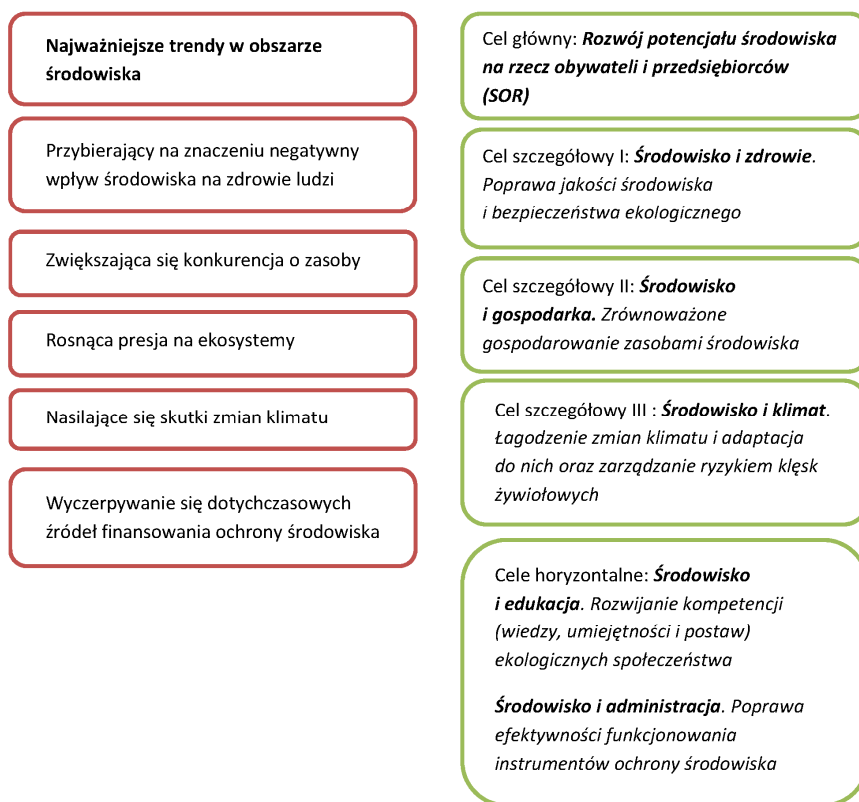 Najważniejsze trendy w obszarze
środowiska
Przybierający na znaczeniu negatywny
wpływ środowiska na zdrowie ludzi
Zwiększająca się konkurencja o zasoby
Rosnąca presja na ekosystemy
Nasilające się skutki zmian klimatu
Wyczerpywanie się dotychczasowych
źródeł finansowania ochrony środowiska
Cel główny: Rozwój potencjału środowiska
na rzecz obywateli i przedsiębiorców
(SOR)
Cel szczegółowy I: Środowisko i zdrowie.
Poprawa jakości środowiska
i bezpieczeństwa ekologicznego
Cel szczegółowy II: Środowisko
i gospodarka. Zrównoważone
gospodarowanie zasobami środowiska
Cel szczegółowy III : Środowisko i klimat.
Łagodzenie zmian klimatu i adaptacja
do nich oraz zarządzanie ryzykiem klęsk
żywiołowych
Cele horyzontalne: Środowisko
i edukacja. Rozwijanie kompetencji
(wiedzy, umiejętności i postaw)
ekologicznych społeczeństwa
Środowisko i administracja. Poprawa
efektywności funkcjonowania
instrumentów ochrony środowiska